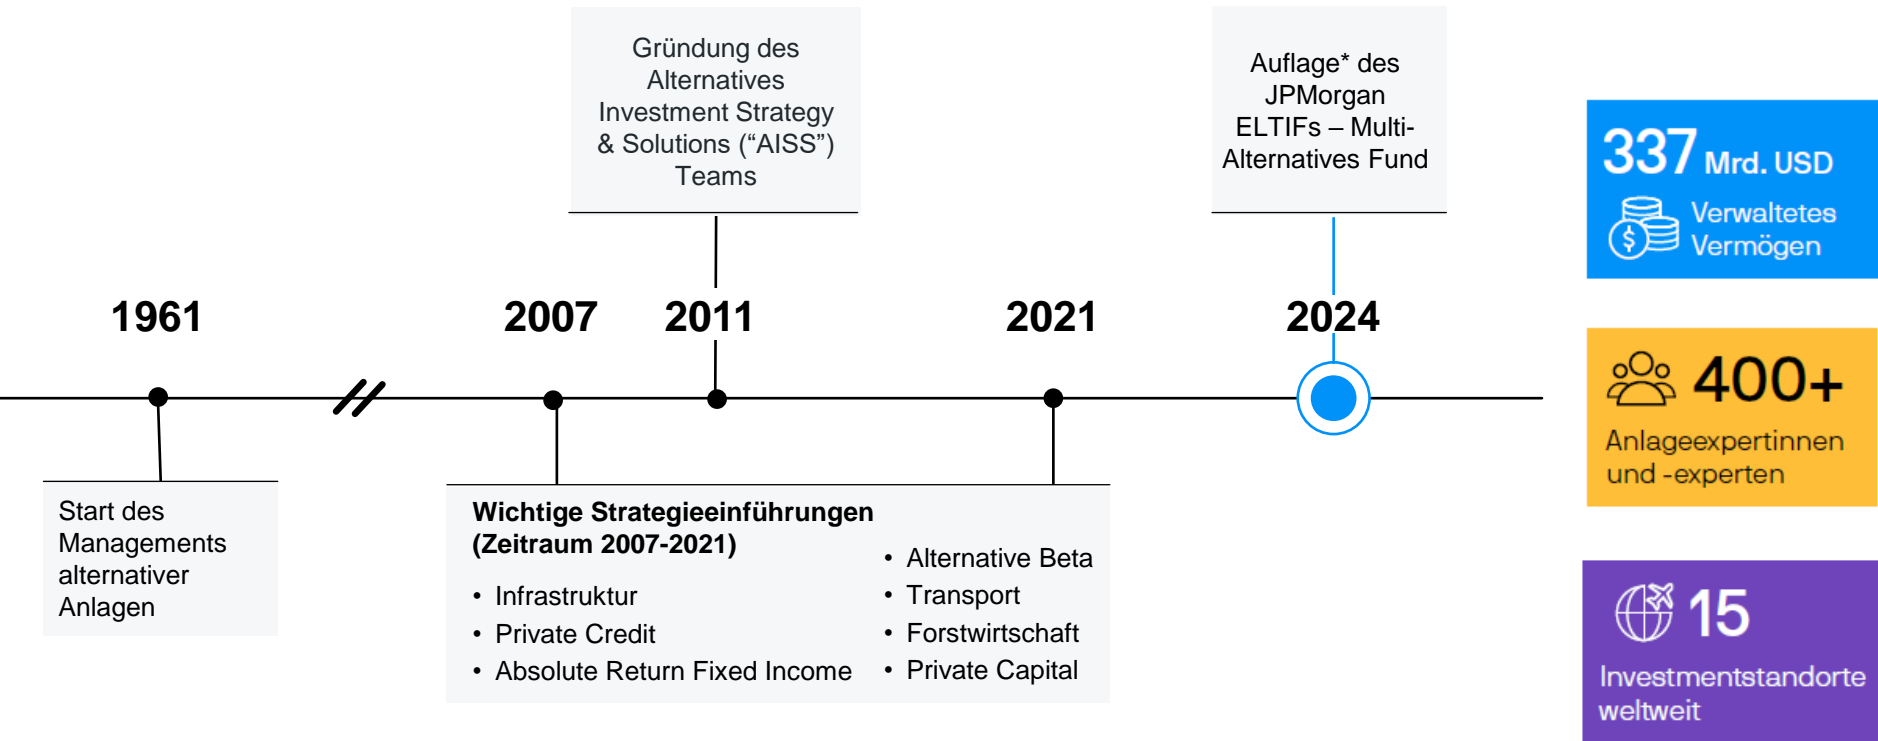 Gründung des
Alternatives
Investment Strategy
& Solutions (“AISS”)
Teams
Auflage* des
JPMorgan
ELTIFs – Multi-
Alternatives Fund
1961
2007
2011
2021
2024
Start des
Managements
alternativer
Anlagen
Wichtige Strategieeinführungen
(Zeitraum 2007-2021)
• Infrastruktur
• Private Credit
• Absolute Return Fixed Income
• Alternative Beta
• Transport
• Forstwirtschaft
• Private Capital
337 Mrd. USD
$
Verwaltetes
Vermögen
400+
Anlageexpertinnen
und -experten
15
Investmentstandorte
weltweit